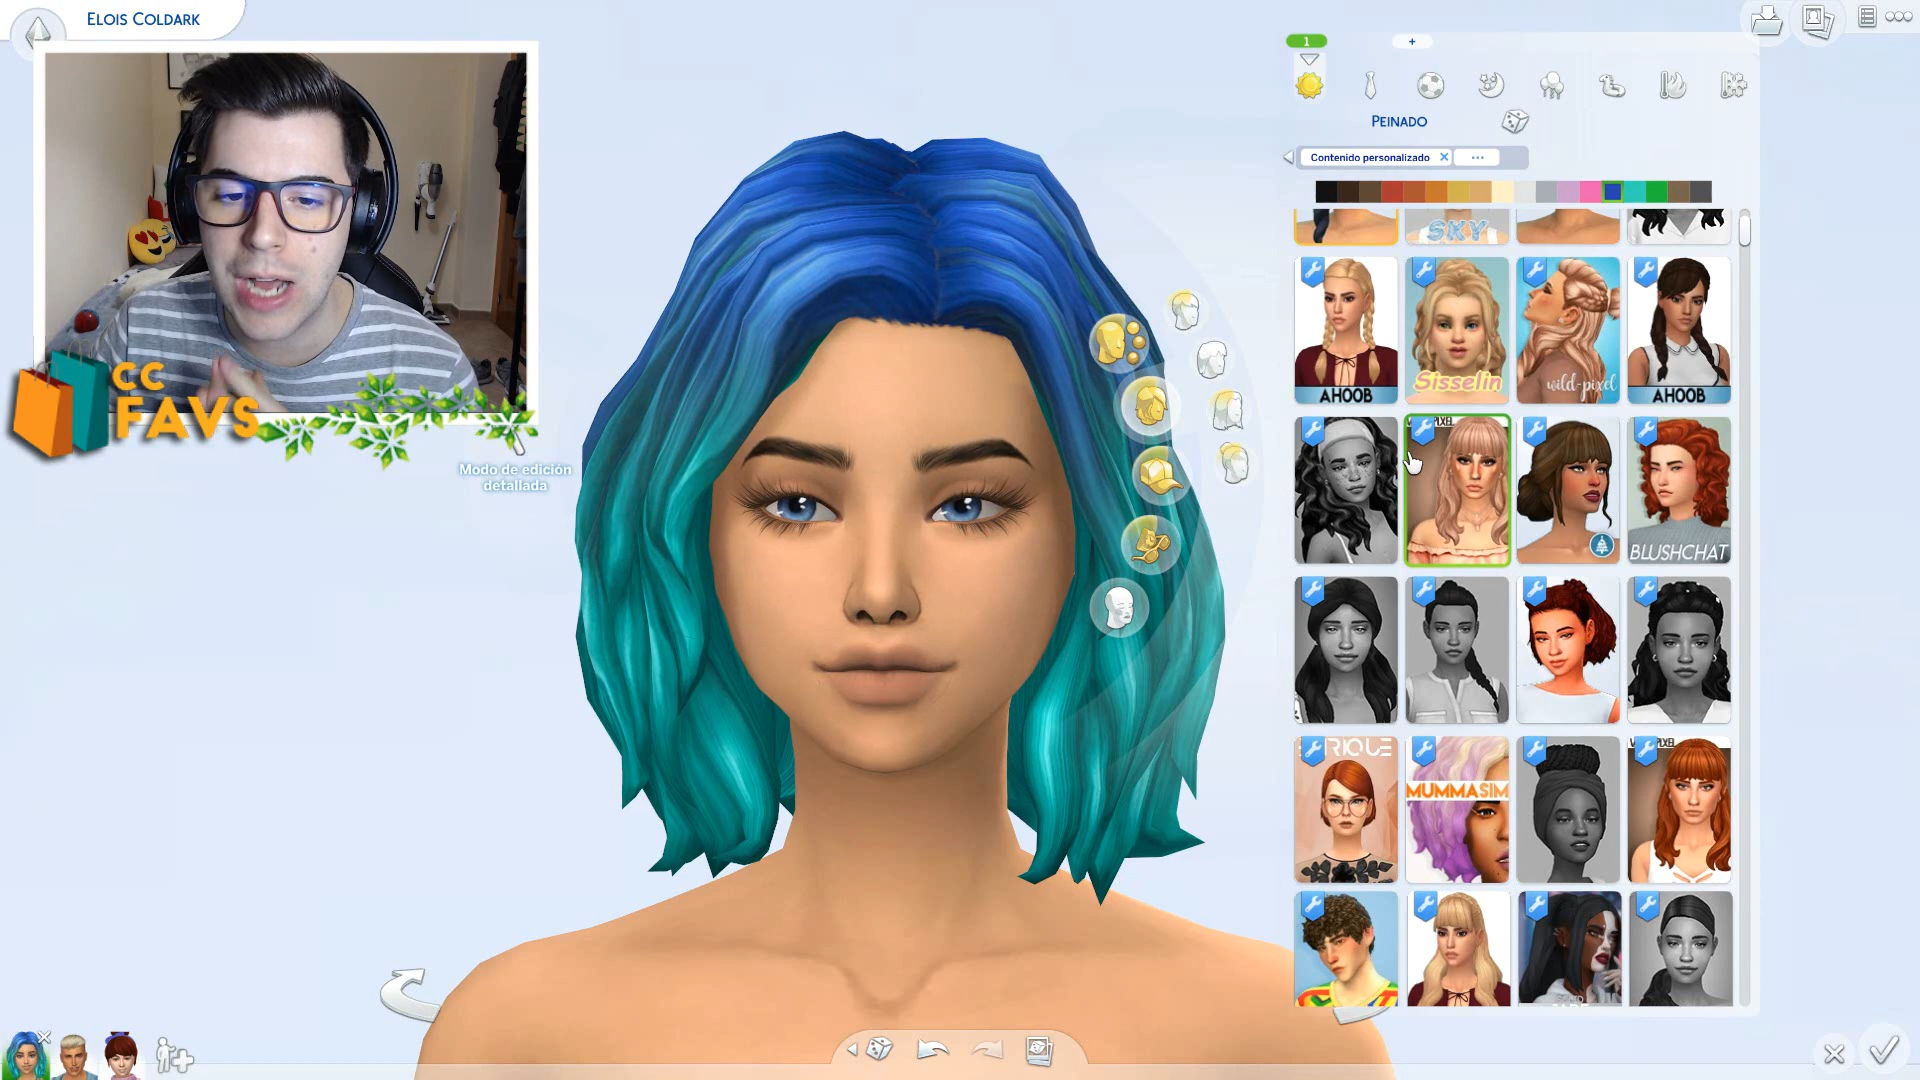 ELOIS COLDARK
1
+
PEINADO
Contenido personalizado
CC
FAVS
Modo de edición
detallada
SKY
AHOOB
Sisselin
wild-pixel
AHOOB
BLUSHCHAT
MUMMASIM